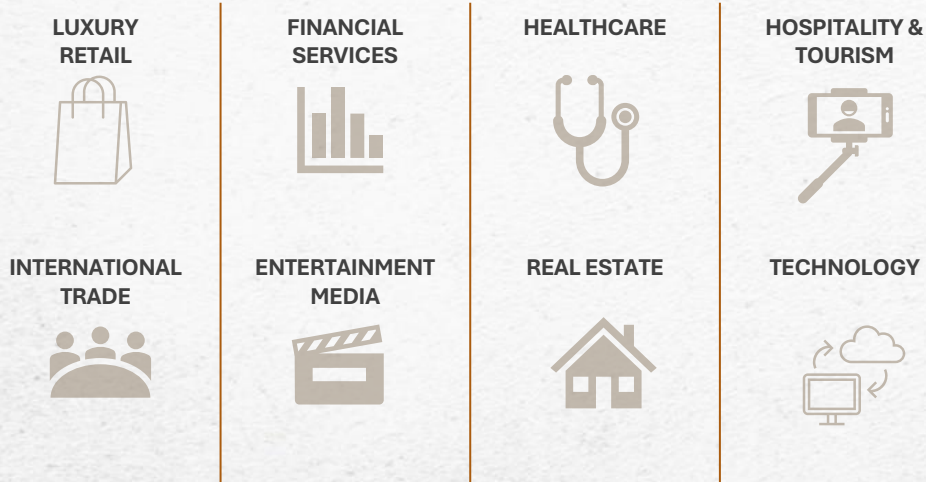 LUXURY
RETAIL
FINANCIAL
SERVICES
HEALTHCARE
HOSPITALITY &
TOURISM
INTERNATIONAL
TRADE
ENTERTAINMENT
MEDIA
REAL ESTATE
TECHNOLOGY